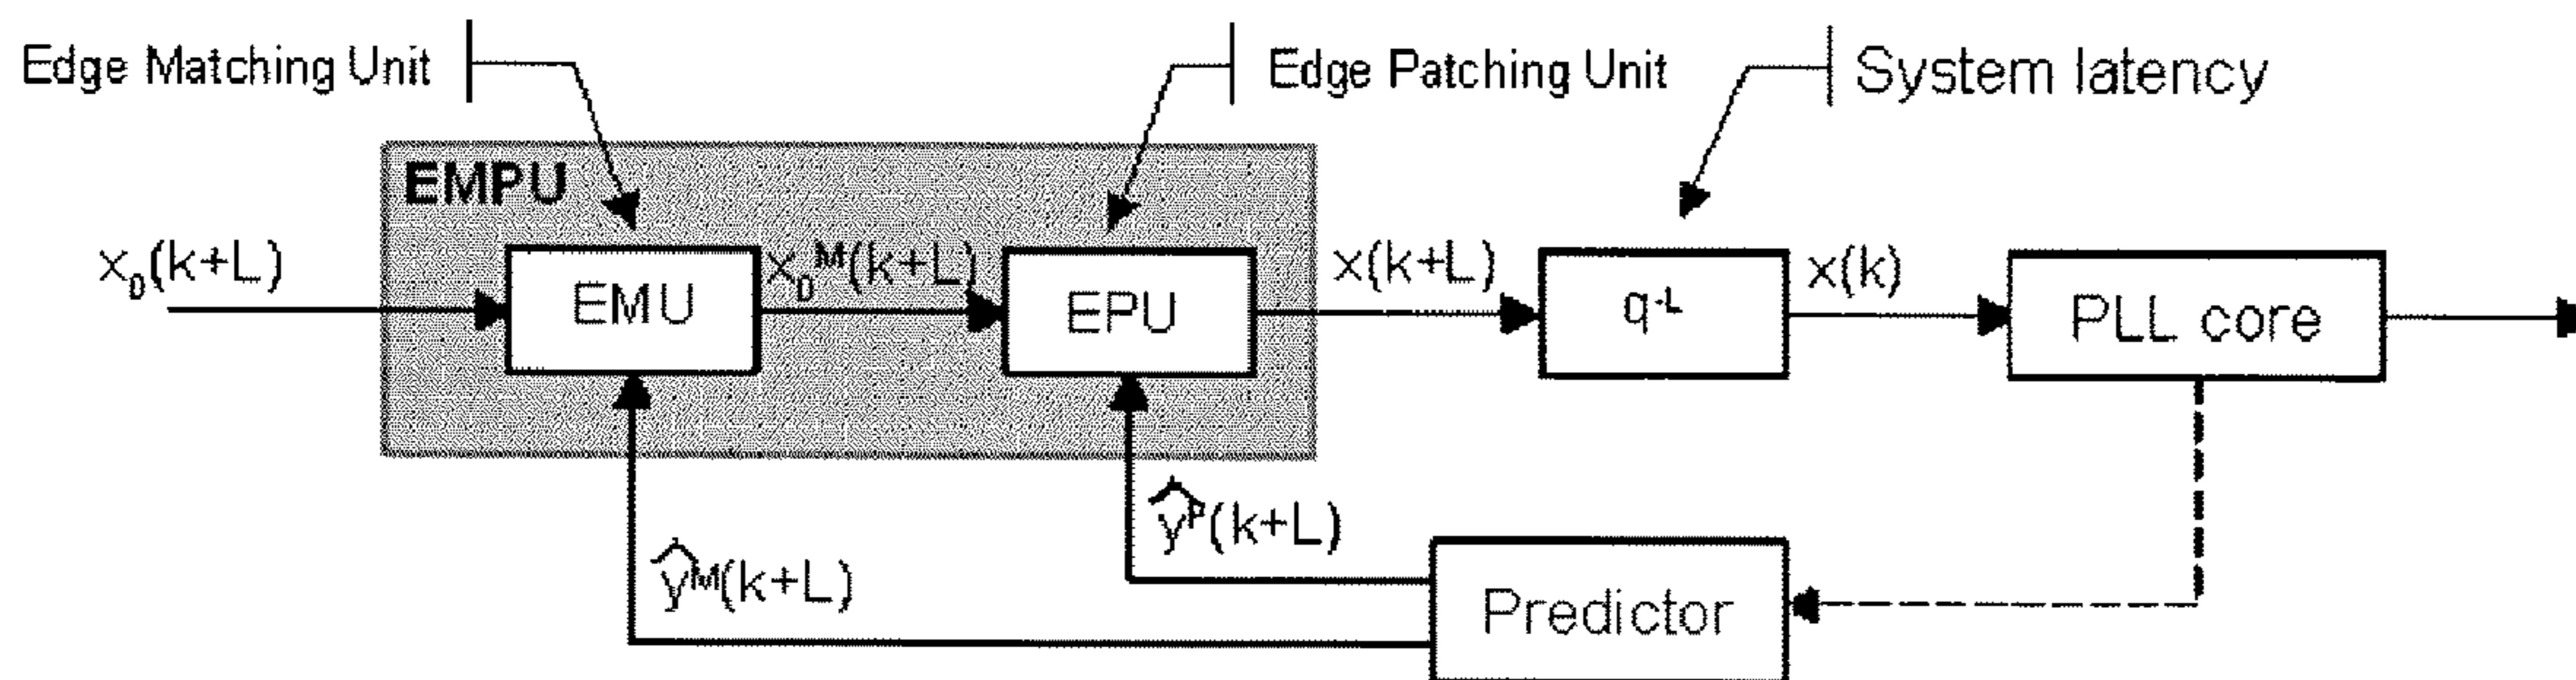 Edge Matching Unit
Edge Patching Unit
System latency
EMPU
x₀(k+L)
EMU
x₀ᴹ(k+L)
EPU
x(k+L)
q⁻ᴸ
x(k)
PLL core
ŷᴾ(k+L)
ŷᴹ(k+L)
Predictor